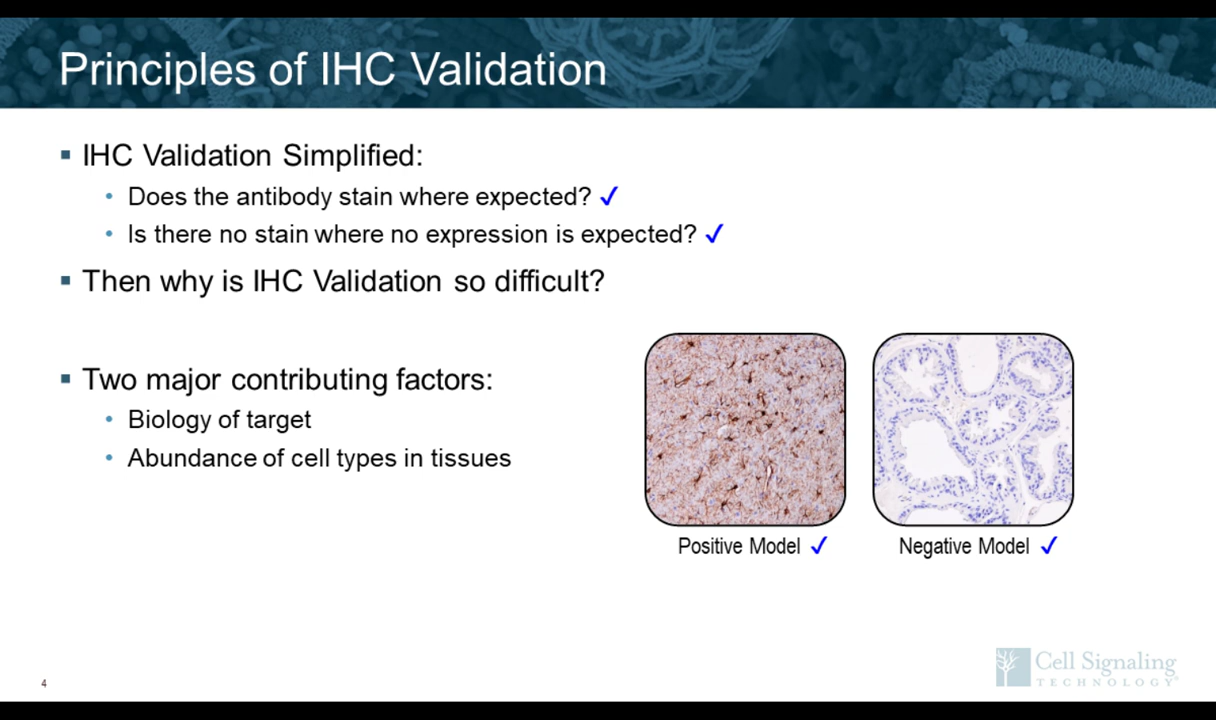 Principles of IHC Validation
▪ IHC Validation Simplified:
• Does the antibody stain where expected? ✓
• Is there no stain where no expression is expected? ✓
▪ Then why is IHC Validation so difficult?
▪ Two major contributing factors:
• Biology of target
• Abundance of cell types in tissues
Positive Model ✓
Negative Model ✓
4
Cell Signaling
TECHNOLOGY®